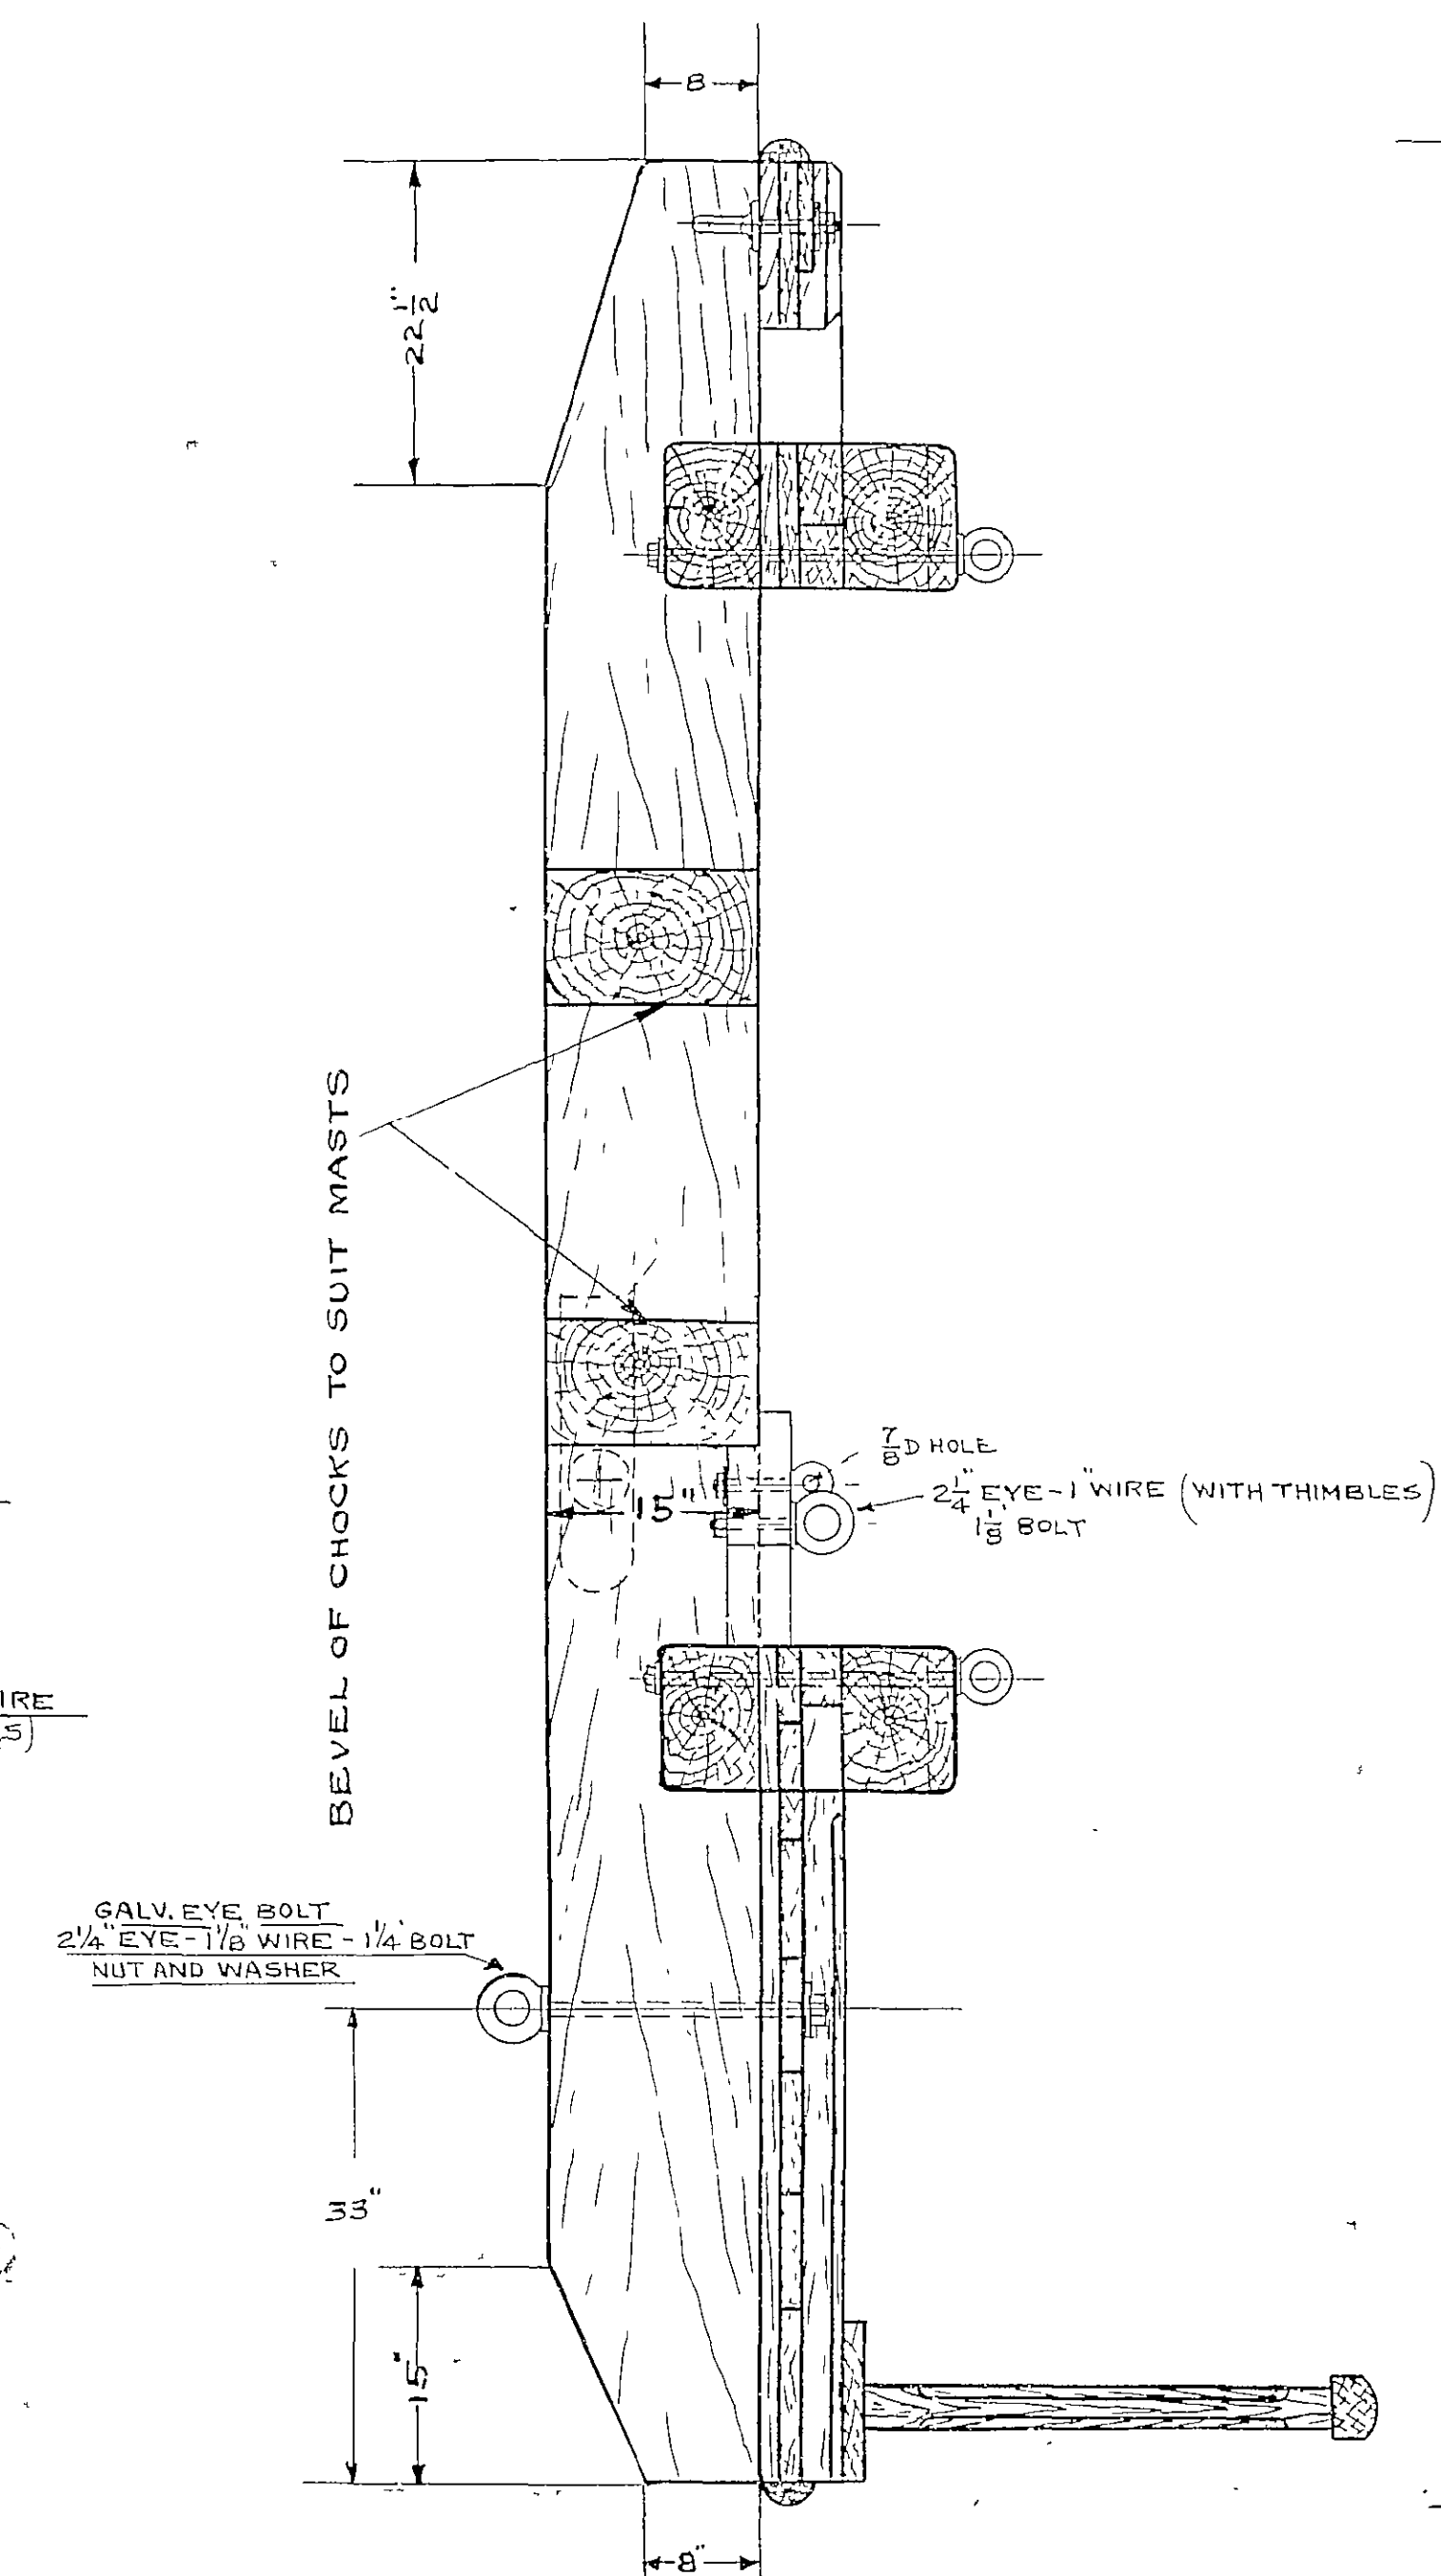 8
22 1/2"
BEVEL OF CHOCKS TO SUIT MASTS
7/8 D HOLE
2 1/4" EYE - 1" WIRE (WITH THIMBLES)
1 1/8" BOLT
15"
IRE
S)
GALV. EYE BOLT
2 1/4" EYE - 1 1/8" WIRE - 1 1/4" BOLT
NUT AND WASHER
33"
15"
8"